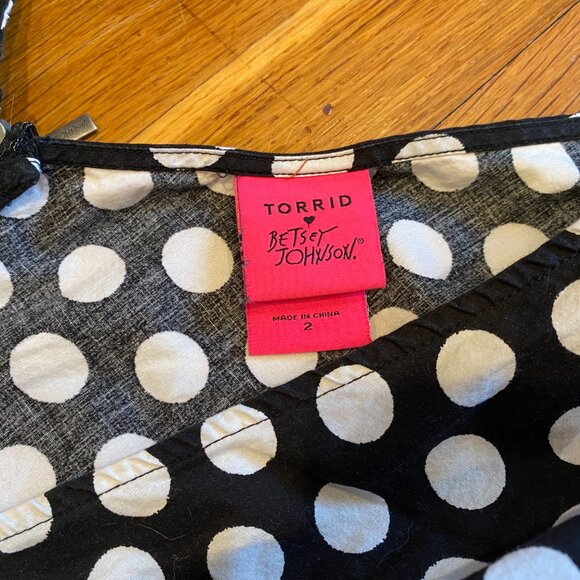 TORRID
BETSEY
JOHNSON.®
MADE IN CHINA
2